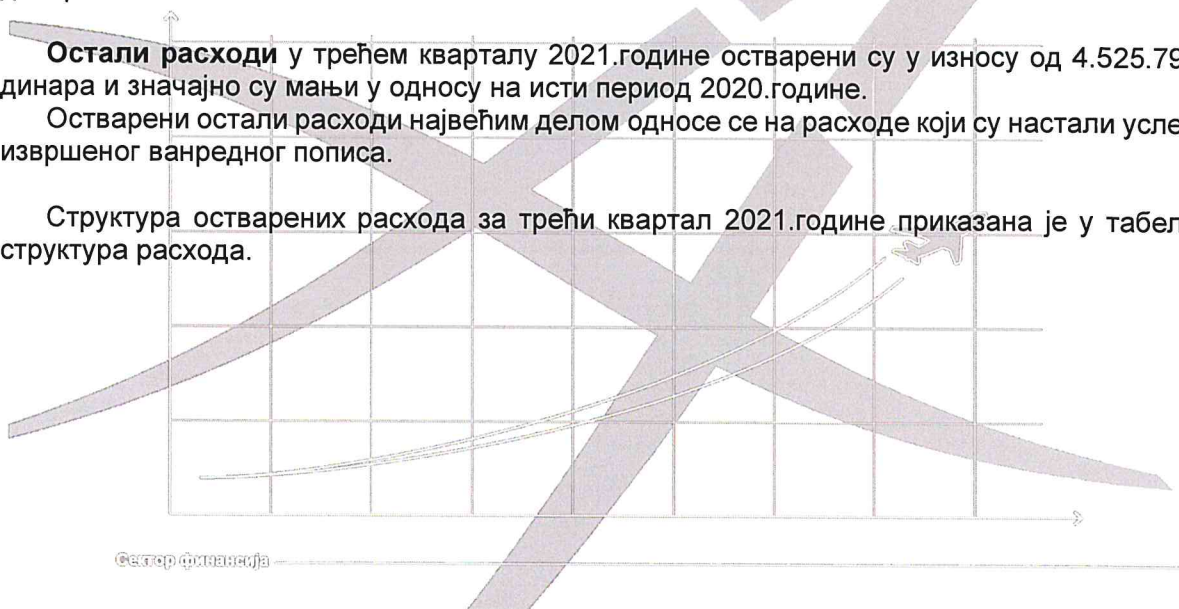 Остали расходи у трећем кварталу 2021.године остварени су у износу од 4.525.79
динара и значајно су мањи у односу на исти период 2020.године.
Остварени остали расходи највећим делом односе се на расходе који су настали усле
извршеног ванредног пописа.
Структура остварених расхода за трећи квартал 2021.године приказана је у табел
структура расхода.
Сектор финансија